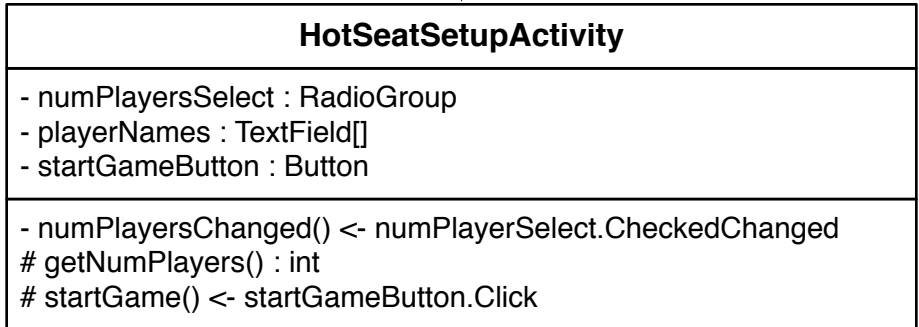 HotSeatSetupActivity
- numPlayersSelect : RadioGroup
- playerNames : TextField[]
- startGameButton : Button
- numPlayersChanged() <- numPlayerSelect.CheckedChanged
# getNumPlayers() : int
# startGame() <- startGameButton.Click